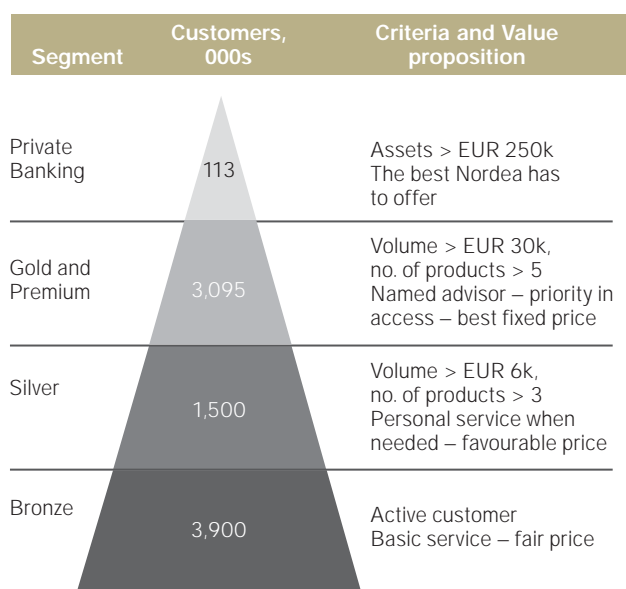 Segment
Customers,
000s
Criteria and Value
proposition
Private
Banking
113
Assets > EUR 250k
The best Nordea has
to offer
Gold and
Premium
3,095
Volume > EUR 30k,
no. of products > 5
Named advisor – priority in
access – best fixed price
Silver
1,500
Volume > EUR 6k,
no. of products > 3
Personal service when
needed – favourable price
Bronze
3,900
Active customer
Basic service – fair price